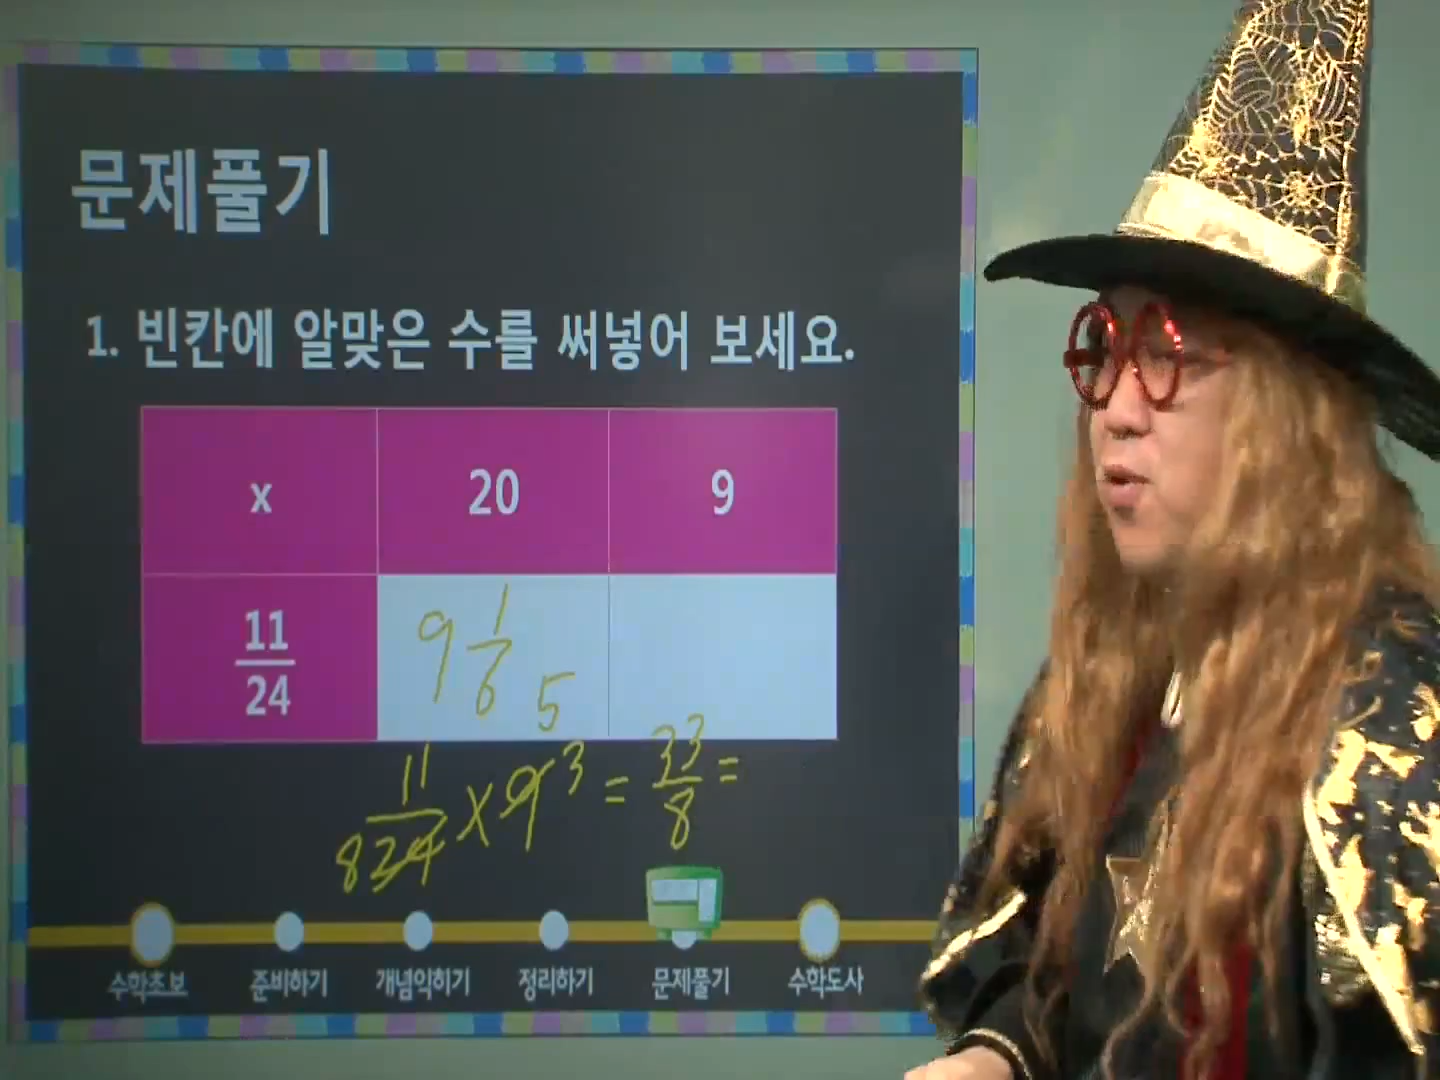 문제풀기
1. 빈칸에 알맞은 수를 써넣어 보세요.
x 20 9
11/24 9 1/6 5
11/24 8 × 9 3 = 33/8 =
수학초보 준비하기 개념익히기 정리하기 문제풀기 수학도사